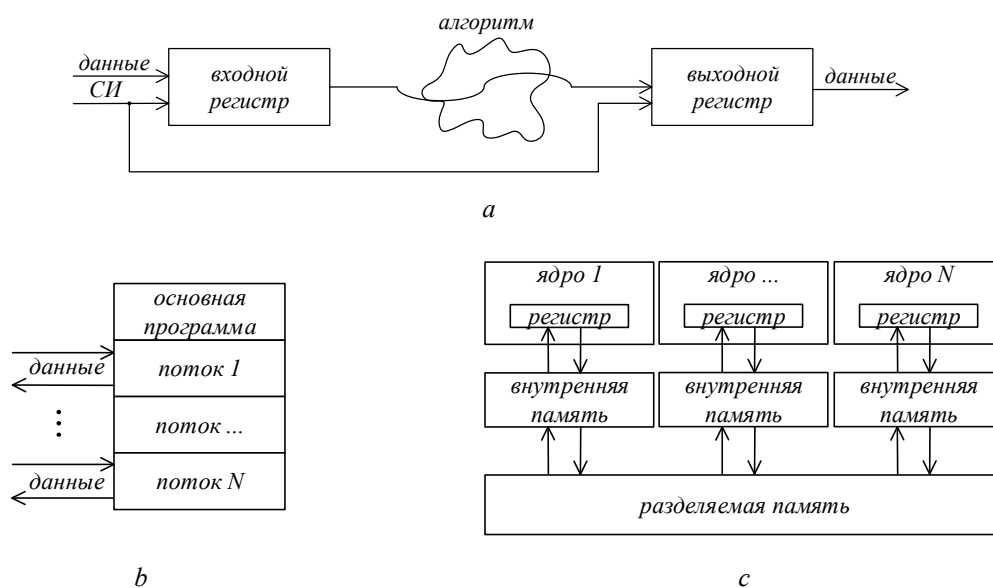 алгоритм
данные
СИ
входной
регистр
выходной
регистр
данные
a
основная
программа
данные
поток 1
поток ...
данные
поток N
b
ядро 1
ядро ...
ядро N
регистр
регистр
регистр
внутренняя
память
внутренняя
память
внутренняя
память
разделяемая память
c